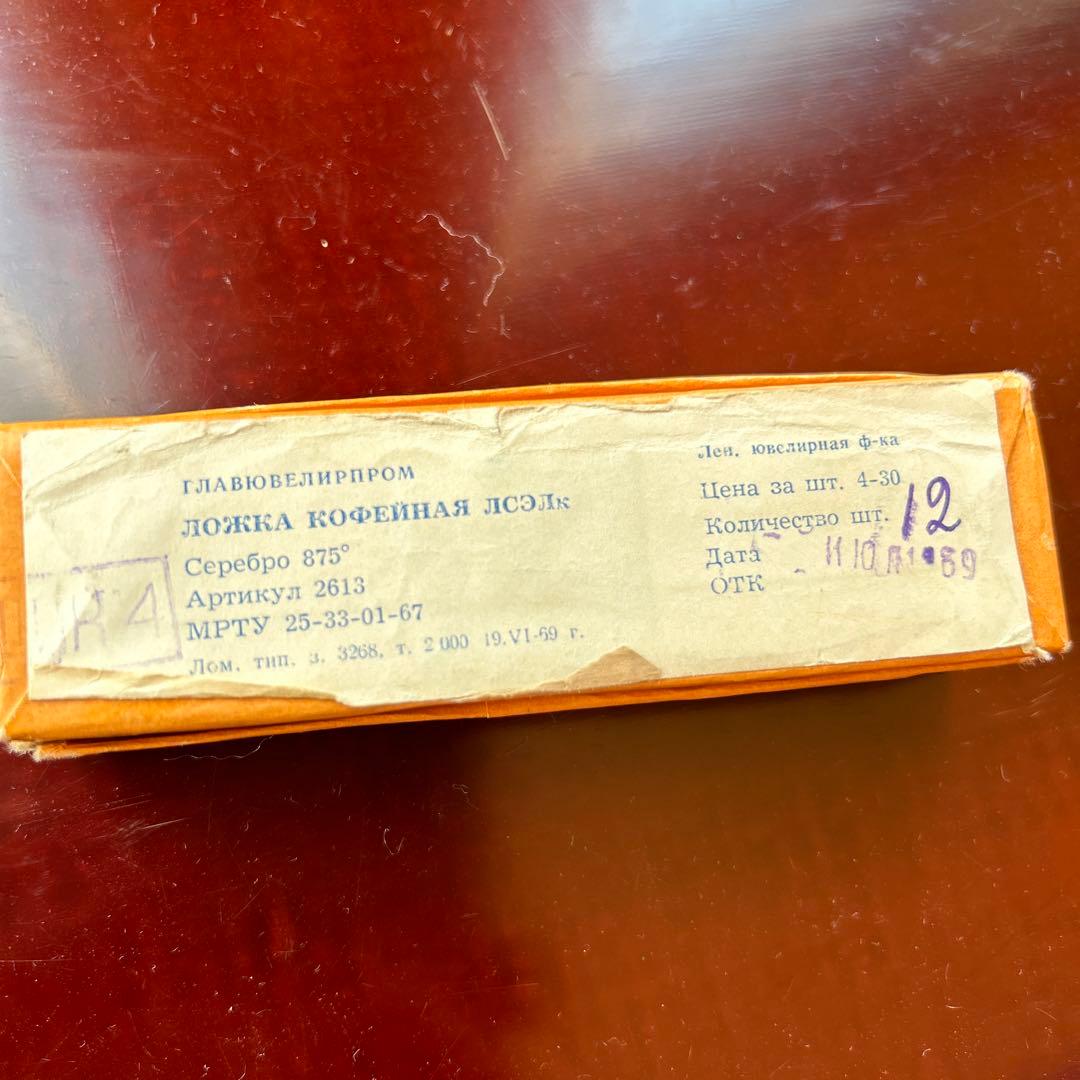 ГЛАВЮВЕЛИРПРОМ
ЛОЖКА КОФЕЙНАЯ ЛСЭЛк
Серебро 875°
Артикул 2613
МРТУ 25-33-01-67
Лом. тип. з. 3268, т. 2 000 19.VI-69 г.
Лен. ювелирная ф-ка
Цена за шт. 4-30
Количество шт. 12
Дата
ОТК